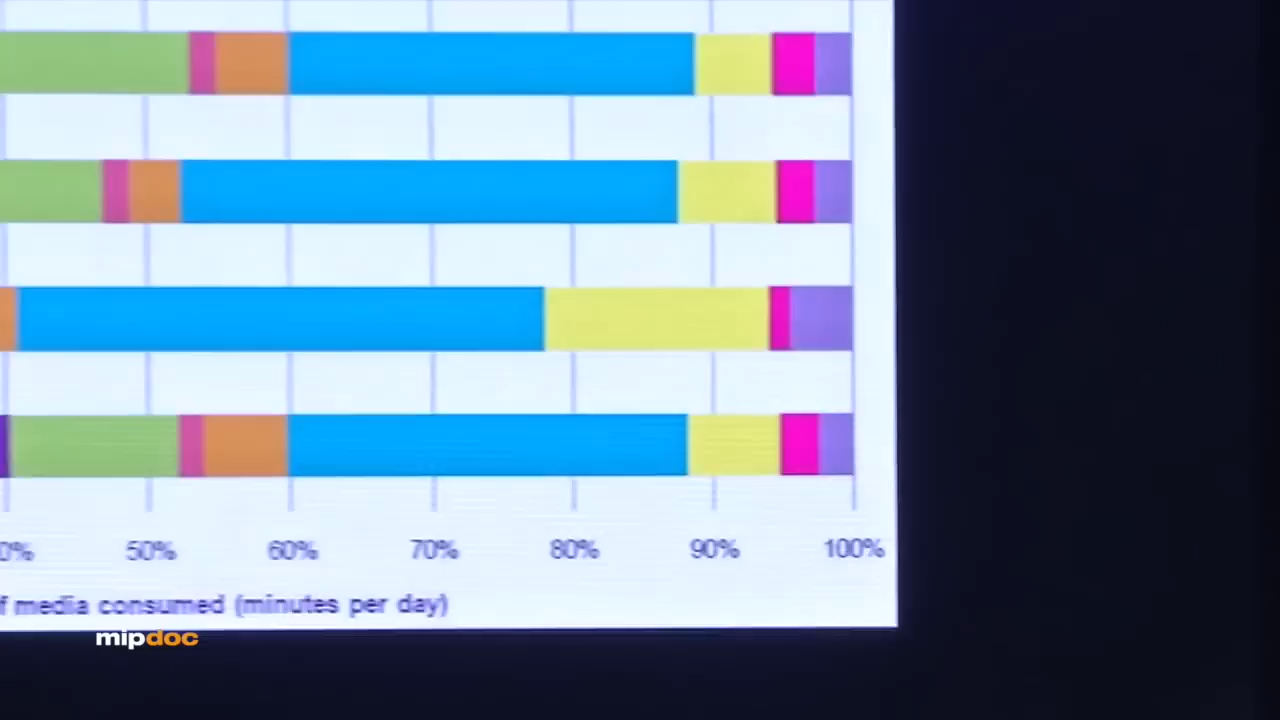 0% 50% 60% 70% 80% 90% 100%
f media consumed (minutes per day)
mipdoc